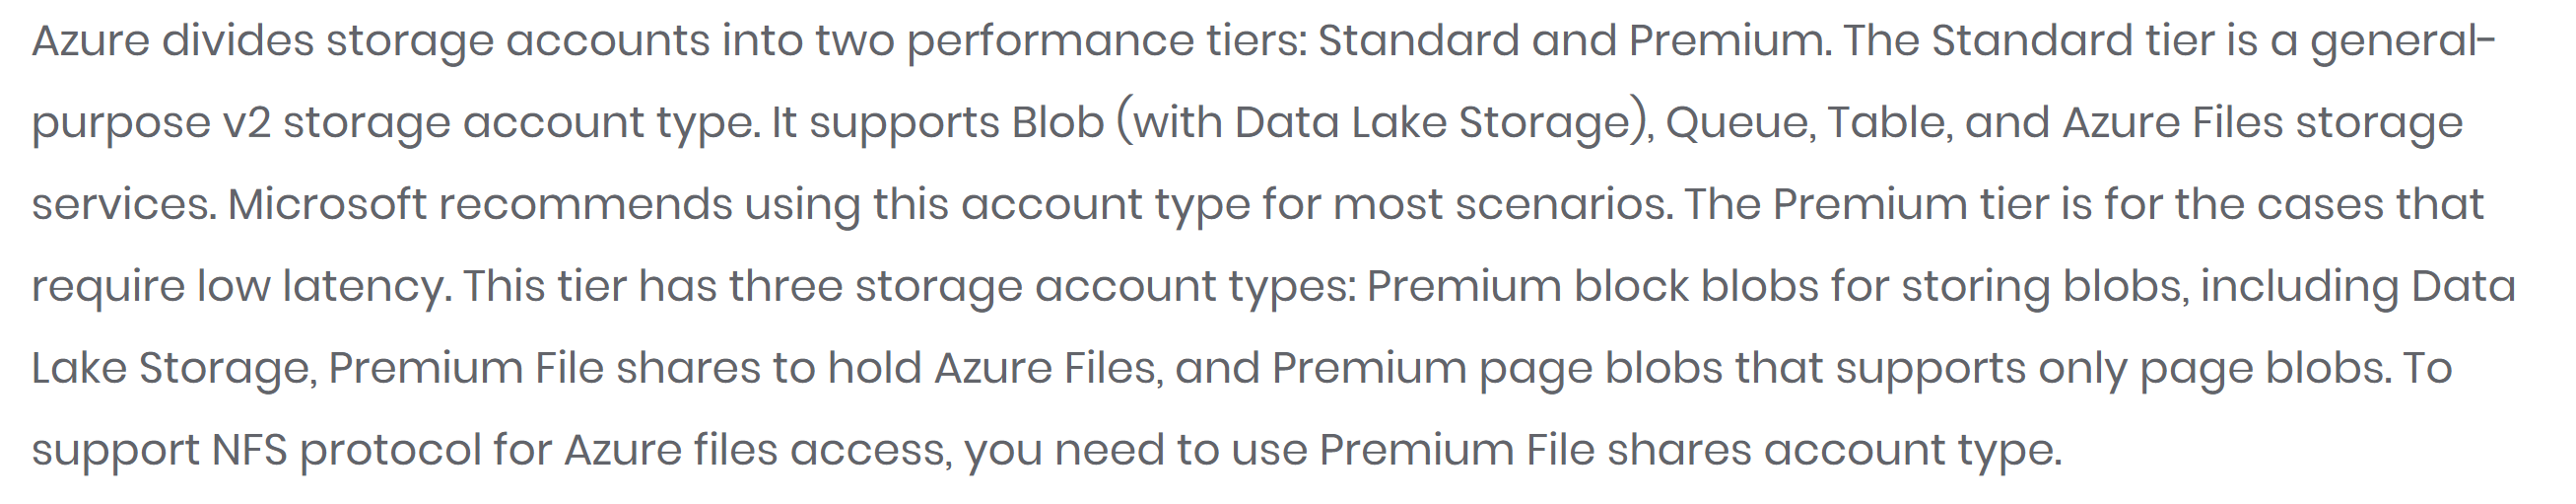 Azure divides storage accounts into two performance tiers: Standard and Premium. The Standard tier is a general-
purpose v2 storage account type. It supports Blob (with Data Lake Storage), Queue, Table, and Azure Files storage
services. Microsoft recommends using this account type for most scenarios. The Premium tier is for the cases that
require low latency. This tier has three storage account types: Premium block blobs for storing blobs, including Data
Lake Storage, Premium File shares to hold Azure Files, and Premium page blobs that supports only page blobs. To
support NFS protocol for Azure files access, you need to use Premium File shares account type.